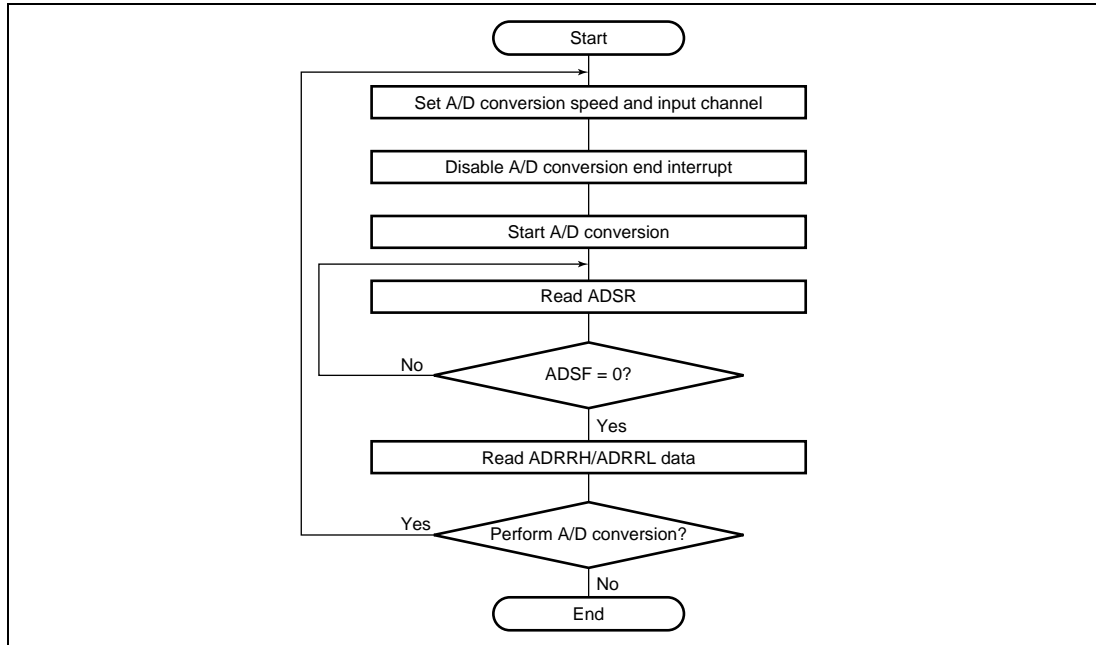 Start
Set A/D conversion speed and input channel
Disable A/D conversion end interrupt
Start A/D conversion
Read ADSR
No
ADSF = 0?
Yes
Read ADRRH/ADRRL data
Yes
Perform A/D conversion?
No
End